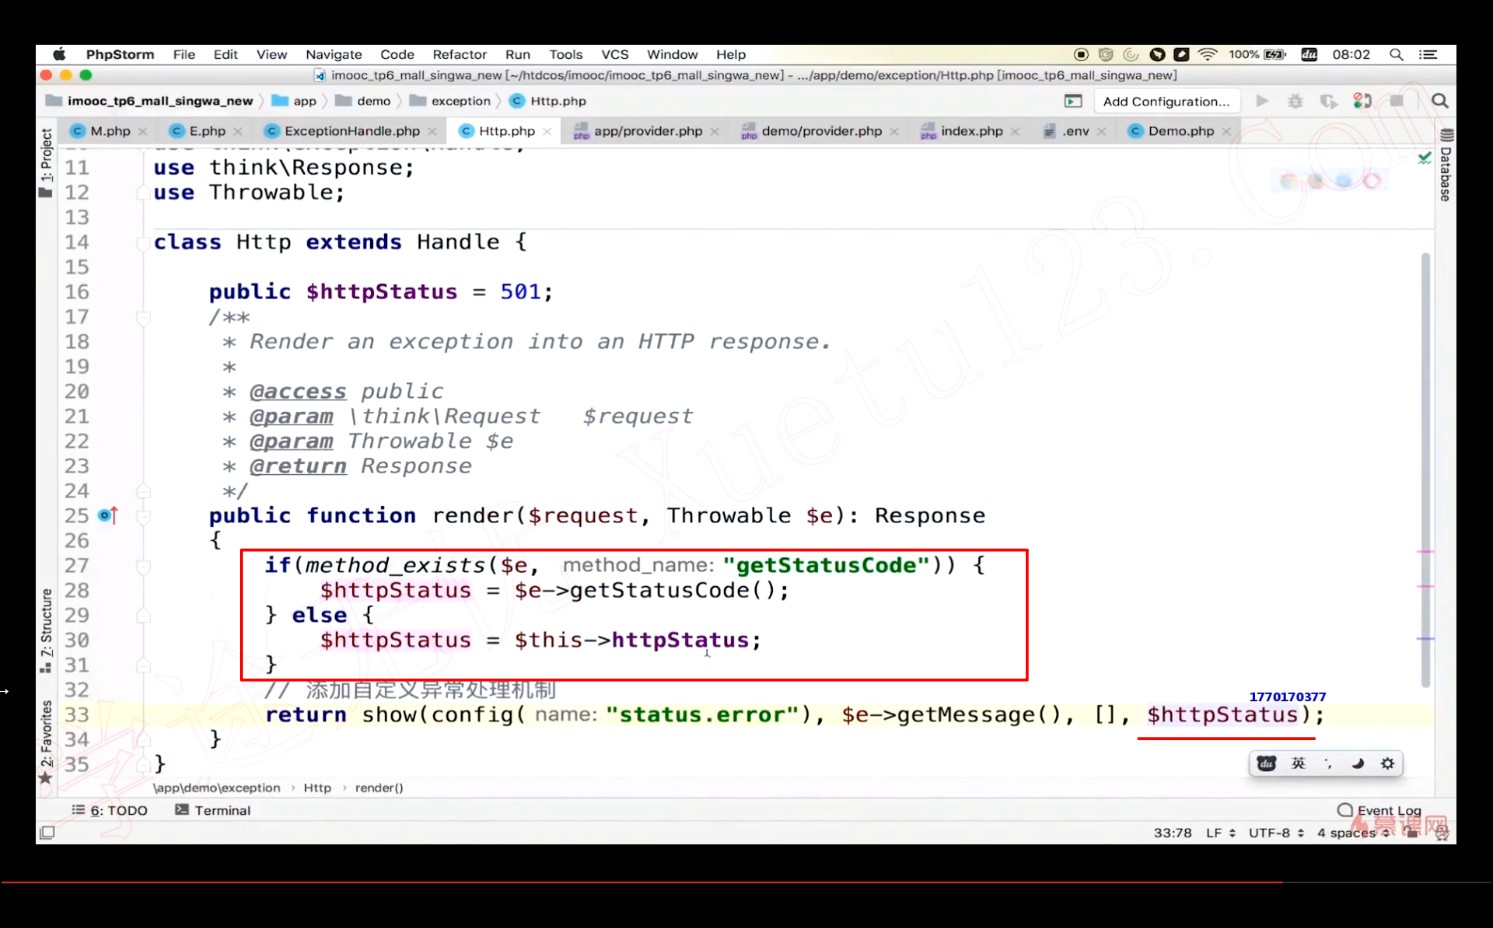 PhpStorm File Edit View Navigate Code Refactor Run Tools VCS Window Help 100% du 08:02
imooc_tp6_mall_singwa_new [~/htdcos/imooc/imooc_tp6_mall_singwa_new] - .../app/demo/exception/Http.php [imooc_tp6_mall_singwa_new]
imooc_tp6_mall_singwa_new app demo exception Http.php Add Configuration...
M.php E.php ExceptionHandle.php Http.php app/provider.php demo/provider.php index.php .env Demo.php
1: Project
Database
11 use think\Response;
12 use Throwable;
13
14 class Http extends Handle {
15
16 public $httpStatus = 501;
17 /**
18 * Render an exception into an HTTP response.
19 *
20 * @access public
21 * @param \think\Request $request
22 * @param Throwable $e
23 * @return Response
24 */
25 public function render($request, Throwable $e): Response
26 {
27 if(method_exists($e, method_name: "getStatusCode")) {
28 $httpStatus = $e->getStatusCode();
29 } else {
30 $httpStatus = $this->httpStatus;
31 }
32 // 添加自定义异常处理机制
1770170377
33 return show(config( name: "status.error"), $e->getMessage(), [], $httpStatus);
34 }
35 }
7: Structure
2: Favorites
du 英
\app\demo\exception › Http › render()
6: TODO Terminal Event Log
33:78 LF UTF-8 4 spaces
慕课网
Xuetu123.Com